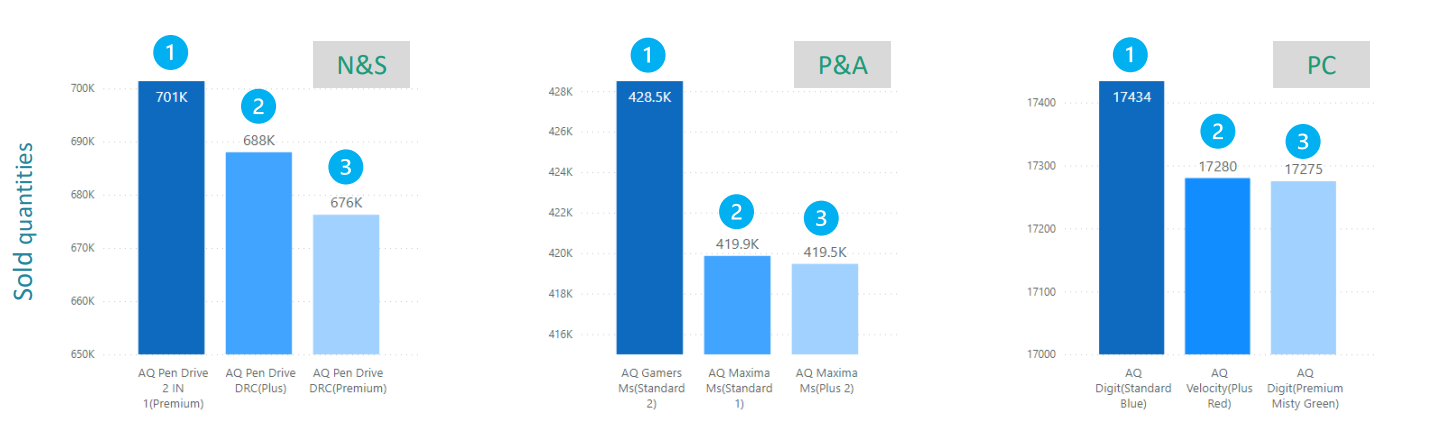 Sold quantities
N&S
1
2
3
700K
690K
680K
670K
660K
650K
701K
688K
676K
AQ Pen Drive
2 IN
1(Premium)
AQ Pen Drive
DRC(Plus)
AQ Pen Drive
DRC(Premium)
P&A
1
2
3
428K
426K
424K
422K
420K
418K
416K
428.5K
419.9K
419.5K
AQ Gamers
Ms(Standard
2)
AQ Maxima
Ms(Standard
1)
AQ Maxima
Ms(Plus 2)
PC
1
2
3
17400
17300
17200
17100
17000
17434
17280
17275
AQ
Digit(Standard
Blue)
AQ
Velocity(Plus
Red)
AQ
Digit(Premium
Misty Green)